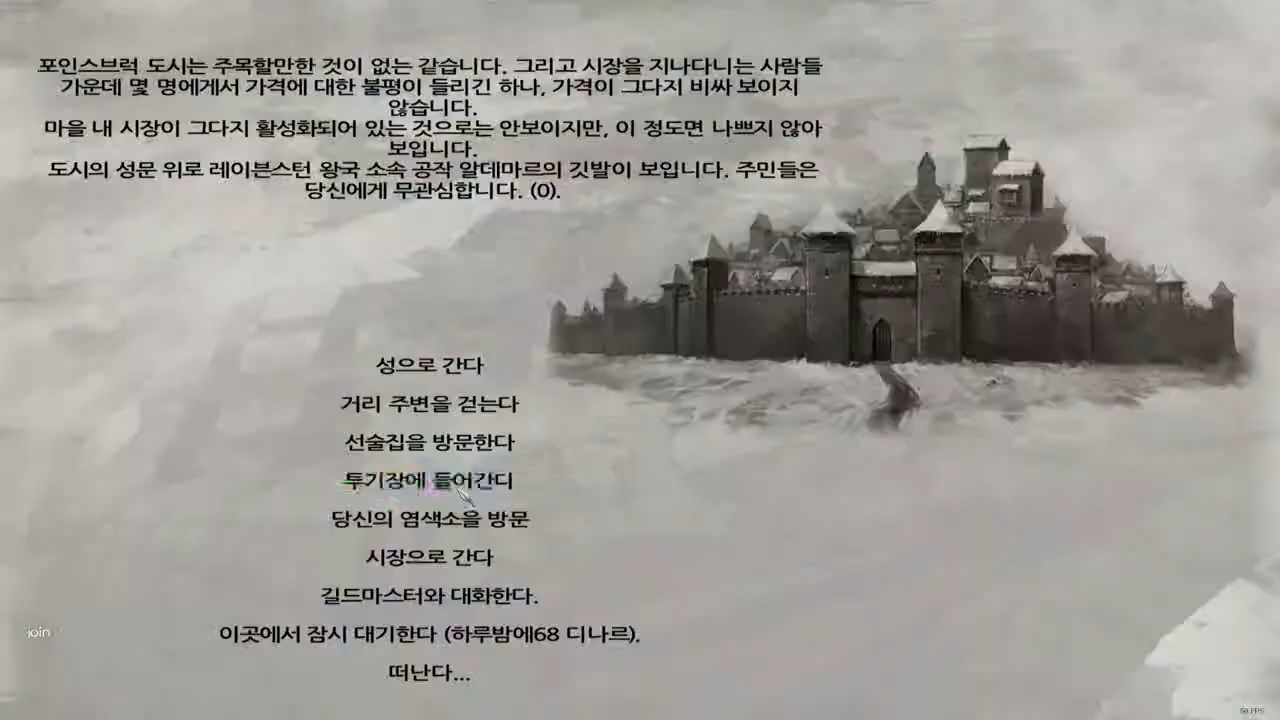 포인스브럭 도시는 주목할만한 것이 없는 같습니다. 그리고 시장을 지나다니는 사람들
가운데 몇 명에게서 가격에 대한 불평이 들리긴 하나, 가격이 그다지 비싸 보이지
않습니다.
마을 내 시장이 그다지 활성화되어 있는 것으로는 안보이지만, 이 정도면 나쁘지 않아
보입니다.
도시의 성문 위로 레이븐스턴 왕국 소속 공작 알데마르의 깃발이 보입니다. 주민들은
당신에게 무관심합니다. (0).
성으로 간다
거리 주변을 걷는다
선술집을 방문한다
투기장에 들어간디
당신의 염색소을 방문
시장으로 간다
길드마스터와 대화한다.
이곳에서 잠시 대기한다 (하루밤에68 디나르).
join
떠난다...